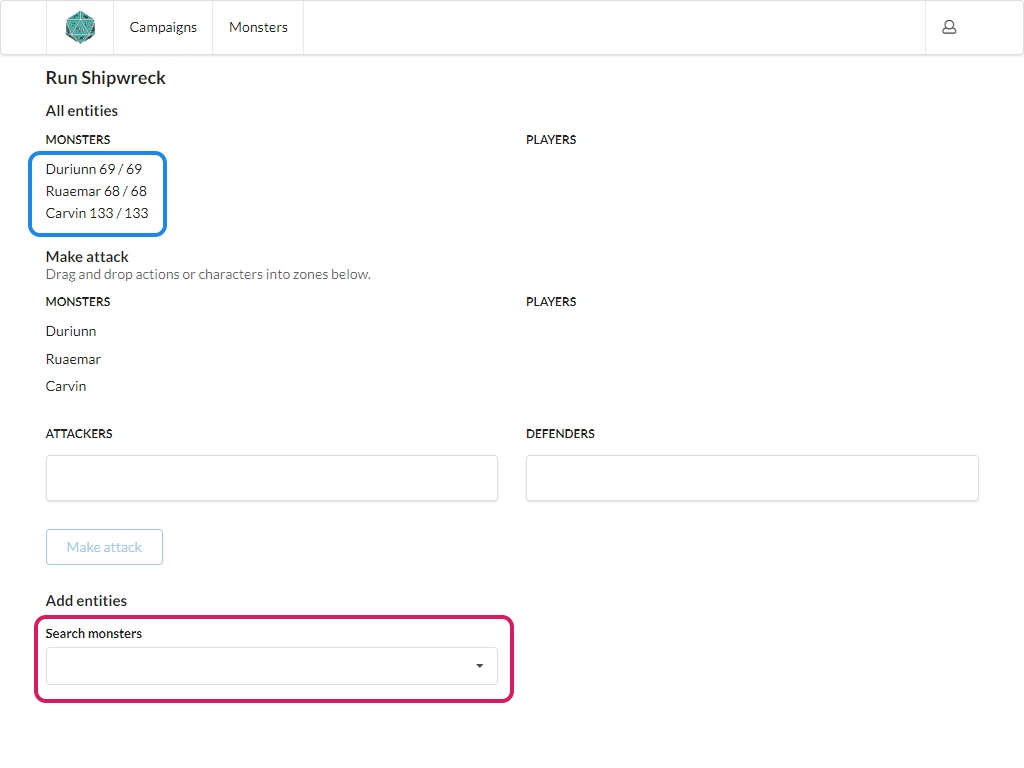 Campaigns
Monsters
Run Shipwreck
All entities
MONSTERS
PLAYERS
Duriunn 69 / 69
Ruaemar 68 / 68
Carvin 133 / 133
Make attack
Drag and drop actions or characters into zones below.
MONSTERS
PLAYERS
Duriunn
Ruaemar
Carvin
ATTACKERS
DEFENDERS
Make attack
Add entities
Search monsters